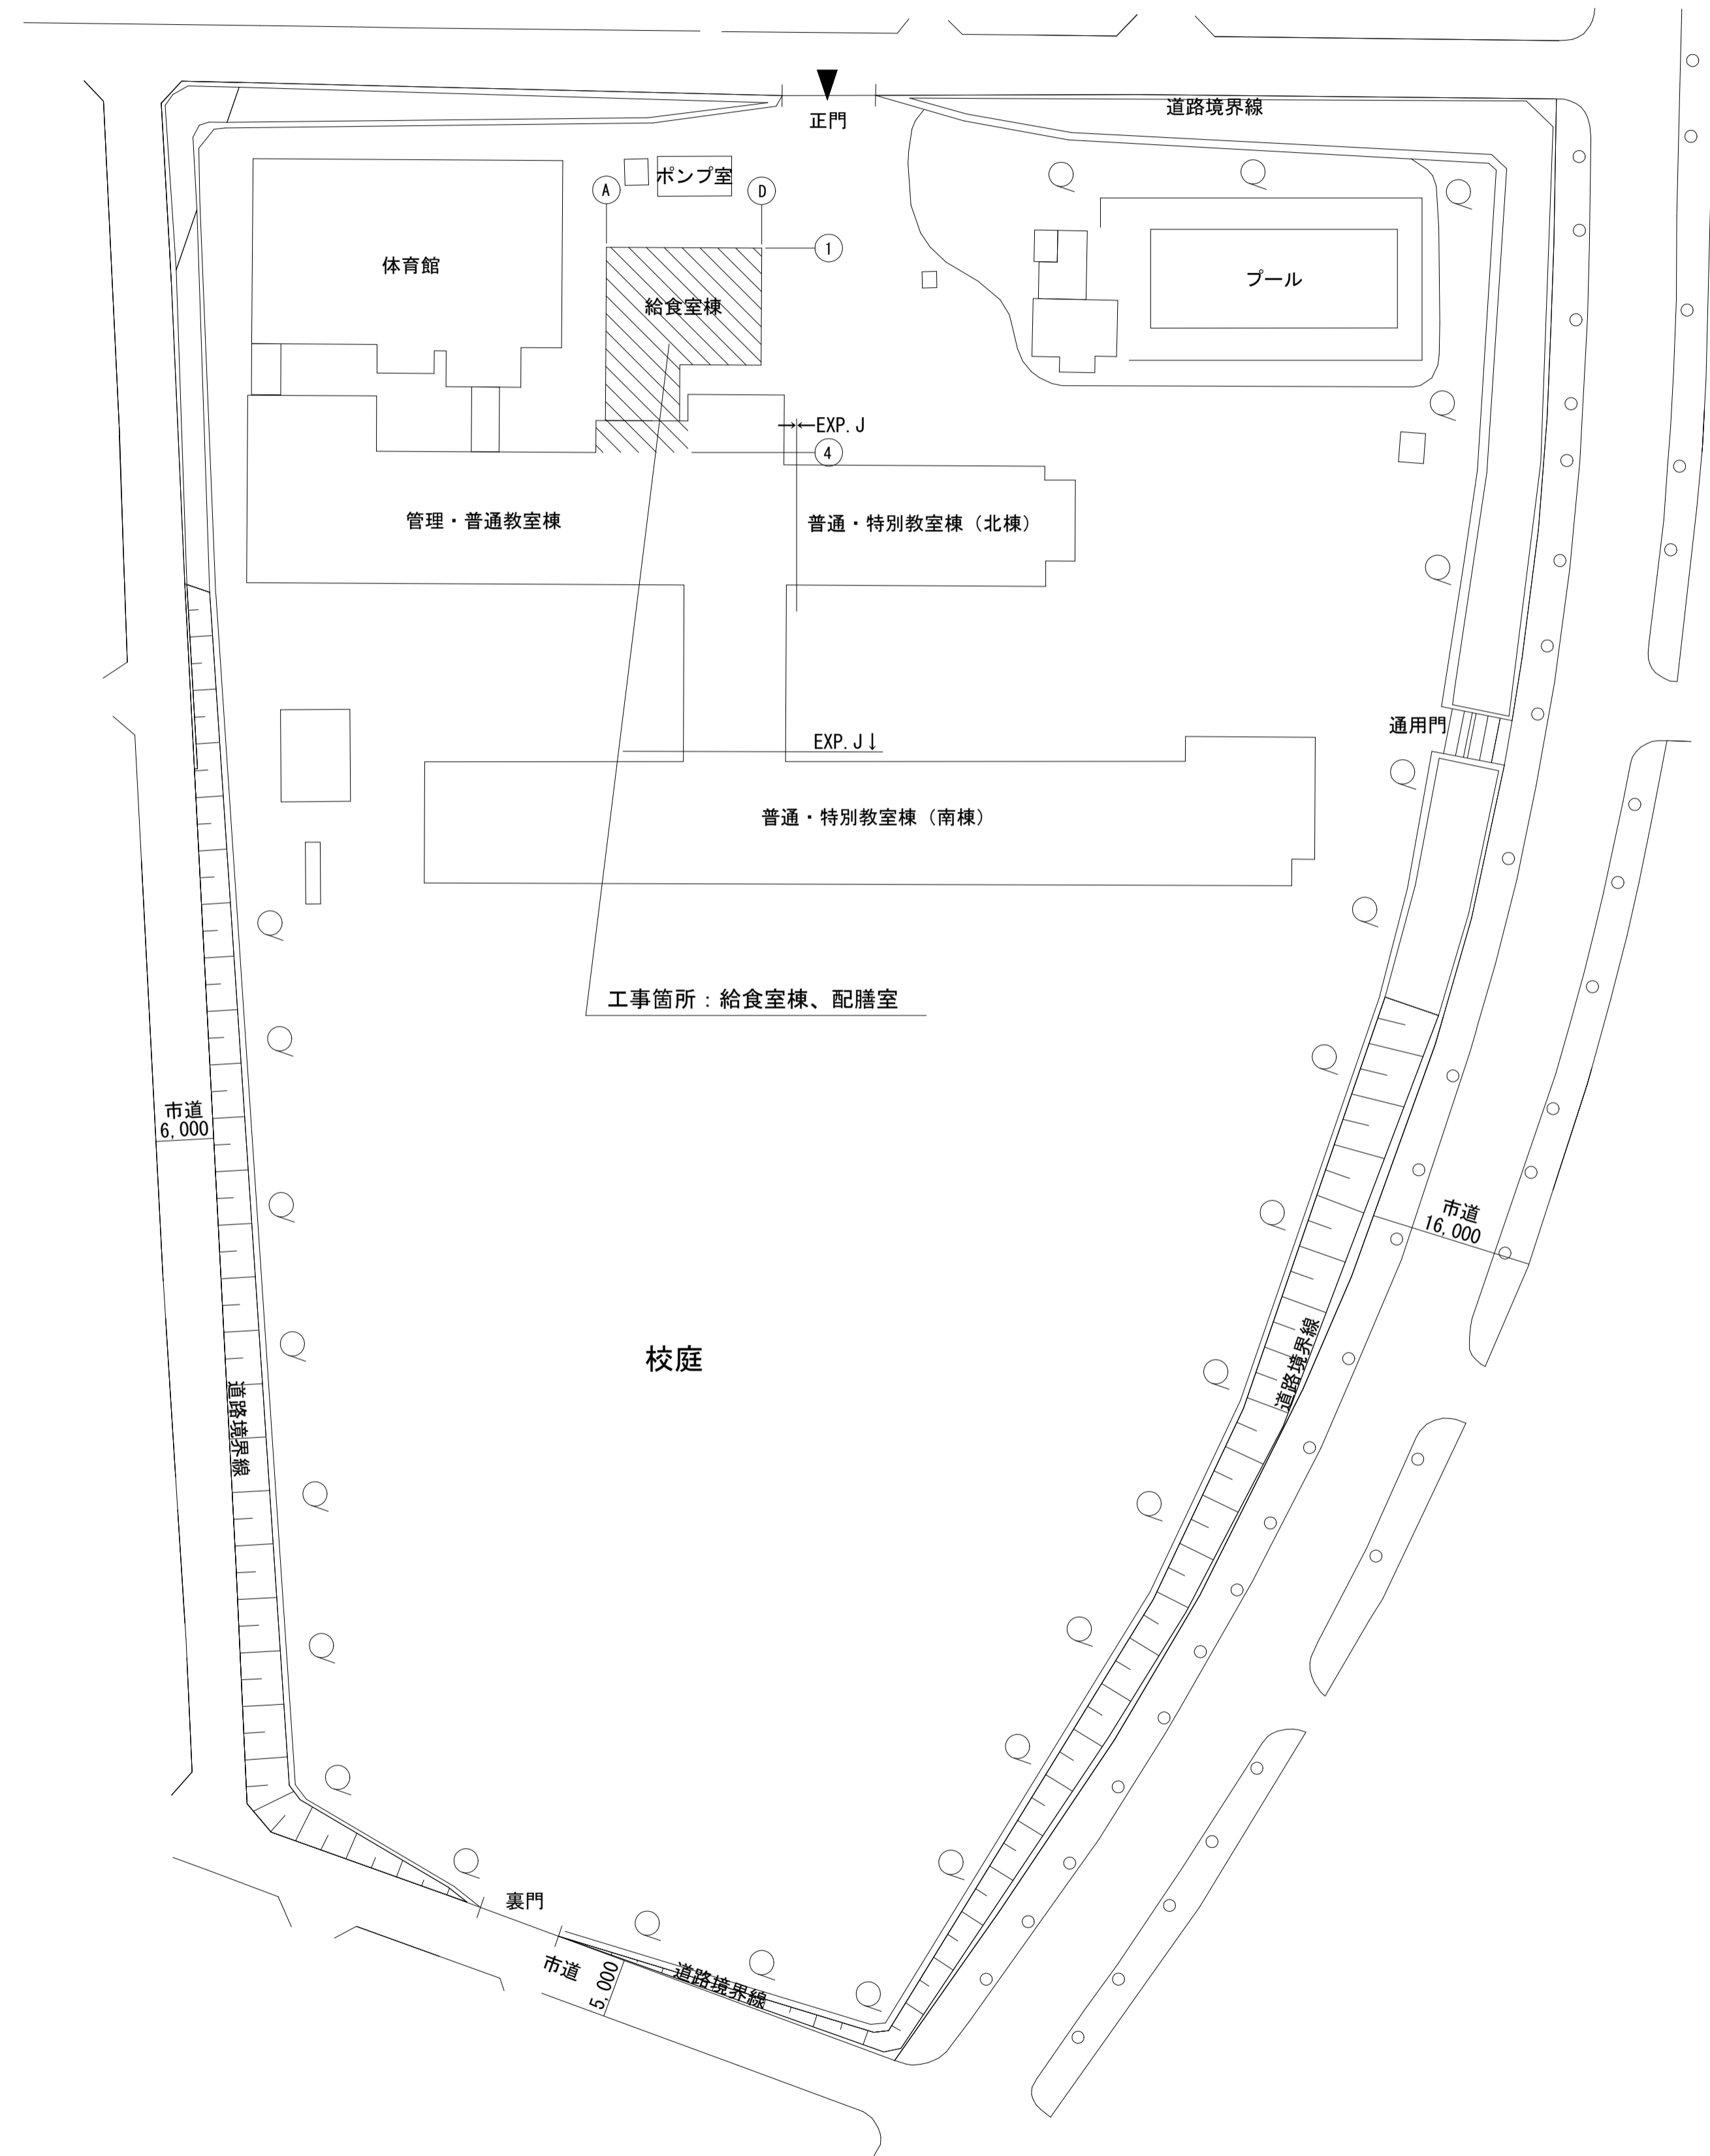 道路境界線
正門
ポンプ室
A
D
1
体育館
プール
給食室棟
EXP.J
4
管理・普通教室棟
普通・特別教室棟（北棟）
通用門
EXP.J↓
普通・特別教室棟（南棟）
工事箇所：給食室棟、配膳室
市道
6,000
市道
16,000
道路境界線
校庭
道路境界線
裏門
市道
5,000
道路境界線